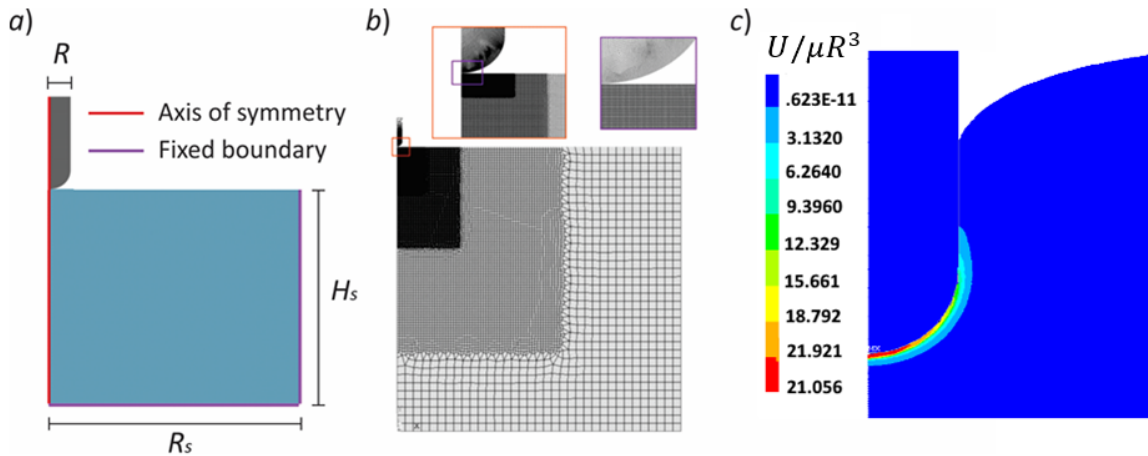 a)
R
Axis of symmetry
Fixed boundary
Hs
Rs
b)
X
c)
U/μR³
.623E-11
3.1320
6.2640
9.3960
12.329
15.661
18.792
21.921
21.056
MX